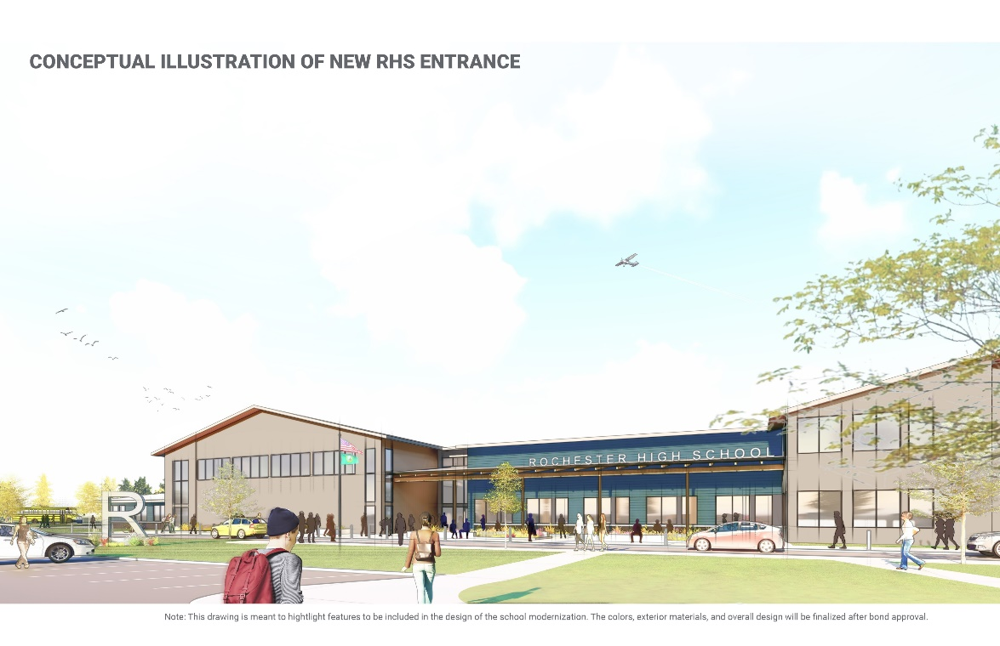 CONCEPTUAL ILLUSTRATION OF NEW RHS ENTRANCE
ROCHESTER HIGH SCHOOL
R
Note: This drawing is meant to hightlight features to be included in the design of the school modernization. The colors, exterior materials, and overall design will be finalized after bond approval.